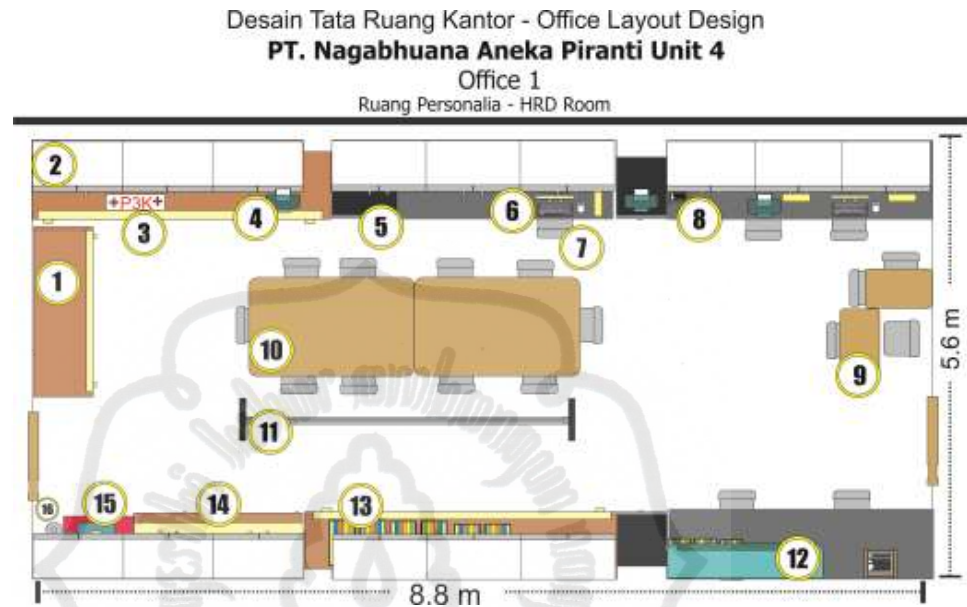 Desain Tata Ruang Kantor - Office Layout Design
PT. Nagabhuana Aneka Piranti Unit 4
Office 1
Ruang Personalia - HRD Room
2
+P3K+
3
4
5
6
7
8
1
9
10
11
5.6 m
16
15
14
13
12
8.8 m